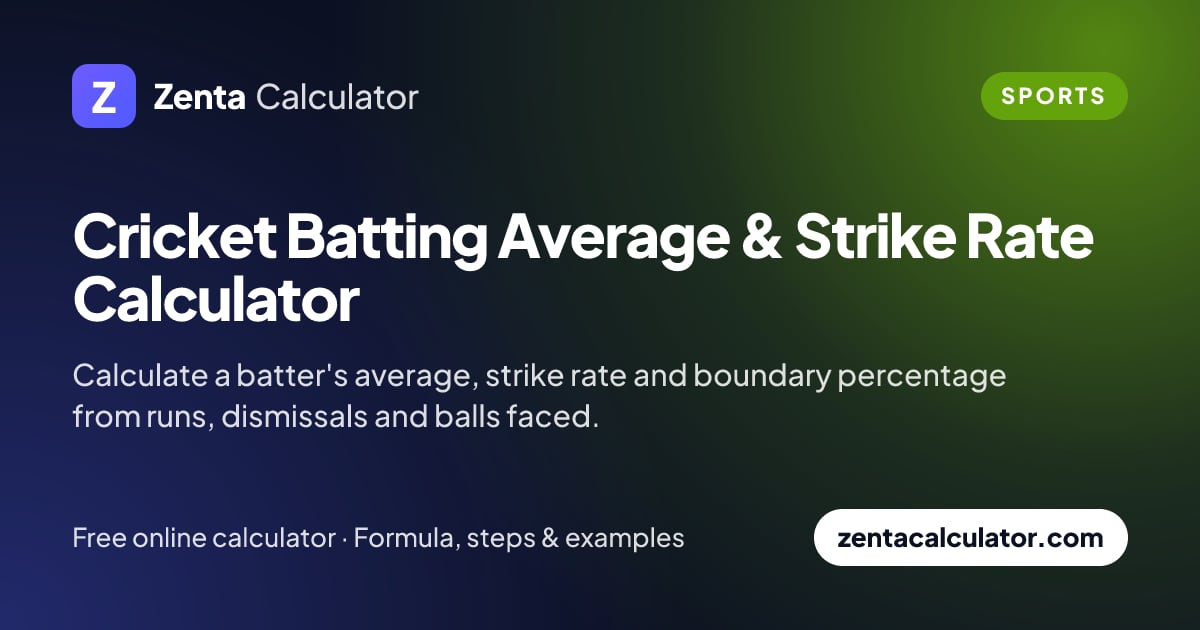 Z Zenta Calculator
SPORTS
Cricket Batting Average & Strike Rate
Calculator
Calculate a batter's average, strike rate and boundary percentage
from runs, dismissals and balls faced.
Free online calculator · Formula, steps & examples
zentacalculator.com